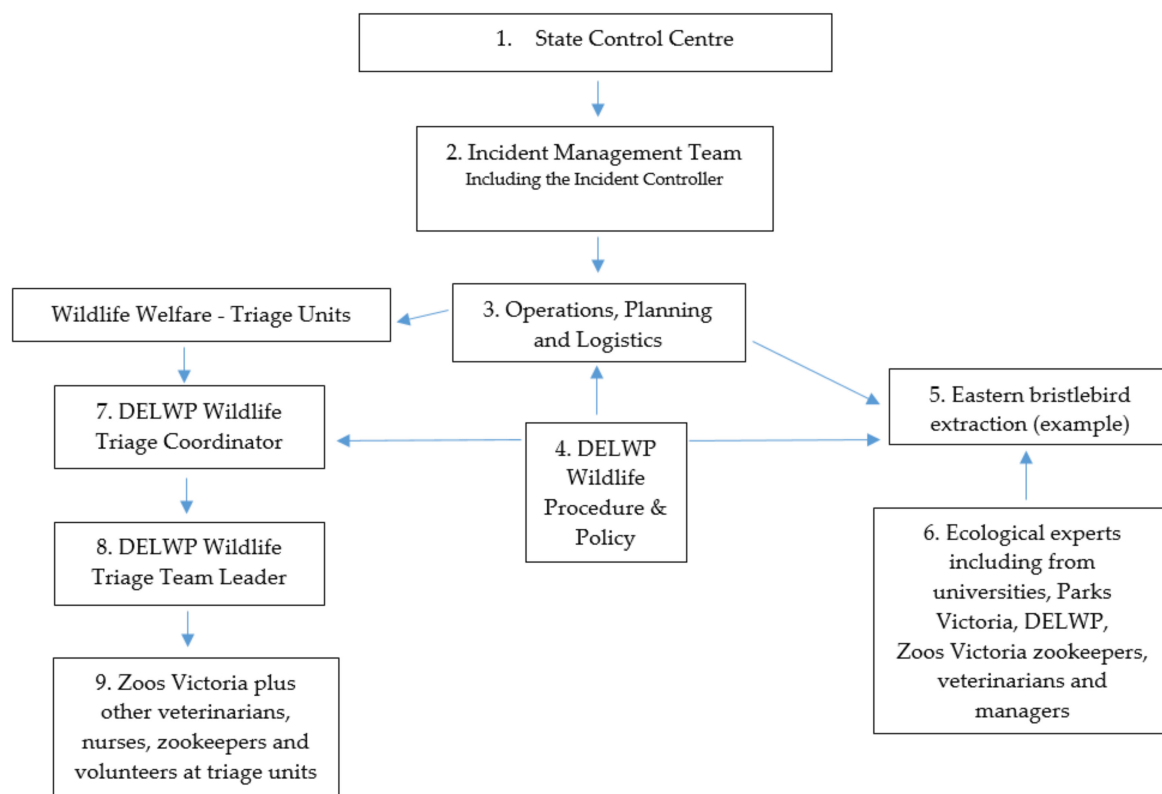 1. State Control Centre
2. Incident Management Team
Including the Incident Controller
Wildlife Welfare - Triage Units
3. Operations, Planning
and Logistics
7. DELWP Wildlife
Triage Coordinator
4. DELWP
Wildlife
Procedure &
Policy
5. Eastern bristlebird
extraction (example)
8. DELWP Wildlife
Triage Team Leader
6. Ecological experts
including from
universities, Parks
Victoria, DELWP,
Zoos Victoria zookeepers,
veterinarians and
managers
9. Zoos Victoria plus
other veterinarians,
nurses, zookeepers and
volunteers at triage units